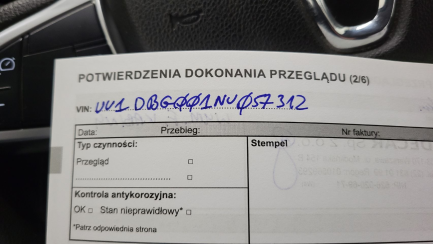 POTWIERDZENIA DOKONANIA PRZEGLĄDU (2/6)
VIN: UU1DBG001NU057312
Data: Przebieg: Nr faktury:
Typ czynności: Stempel
Przegląd □
............................ □
Kontrola antykorozyjna:
OK □ Stan nieprawidłowy* □
*Patrz odpowiednia strona